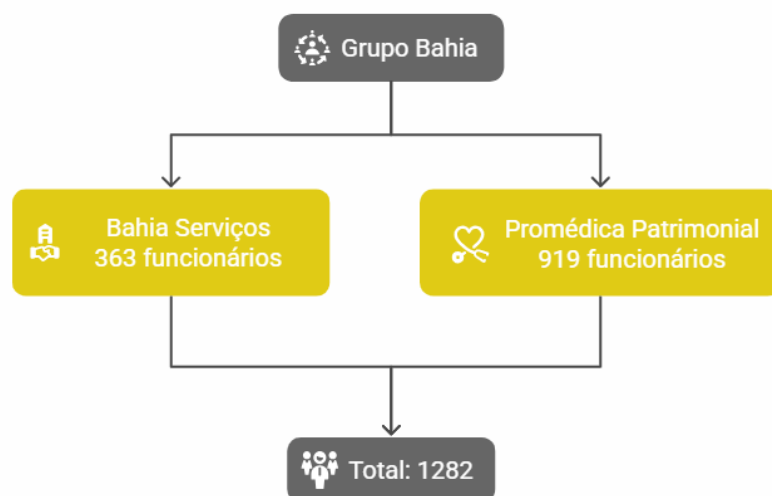 Grupo Bahia
Bahia Serviços
363 funcionários
Promédica Patrimonial
919 funcionários
Total: 1282